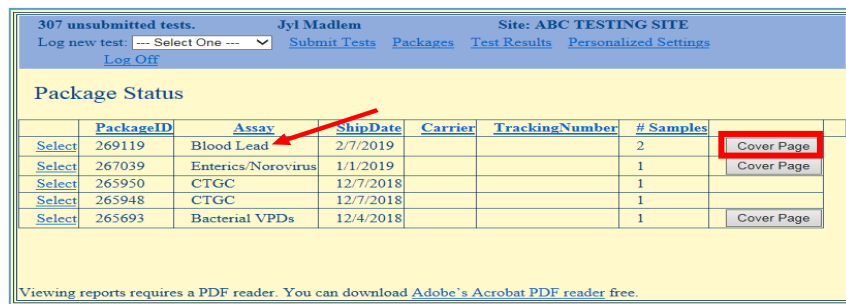 307 unsubmitted tests. Jyl Madlem Site: ABC TESTING SITE
Log new test: --- Select One --- Submit Tests Packages Test Results Personalized Settings
Log Off
Package Status
PackageID Assay ShipDate Carrier TrackingNumber # Samples
Select 269119 Blood Lead 2/7/2019 2 Cover Page
Select 267039 Enterics/Norovirus 1/1/2019 1 Cover Page
Select 265950 CTGC 12/7/2018 1
Select 265948 CTGC 12/7/2018 1
Select 265693 Bacterial VPDs 12/4/2018 1 Cover Page
Viewing reports requires a PDF reader. You can download Adobe's Acrobat PDF reader free.